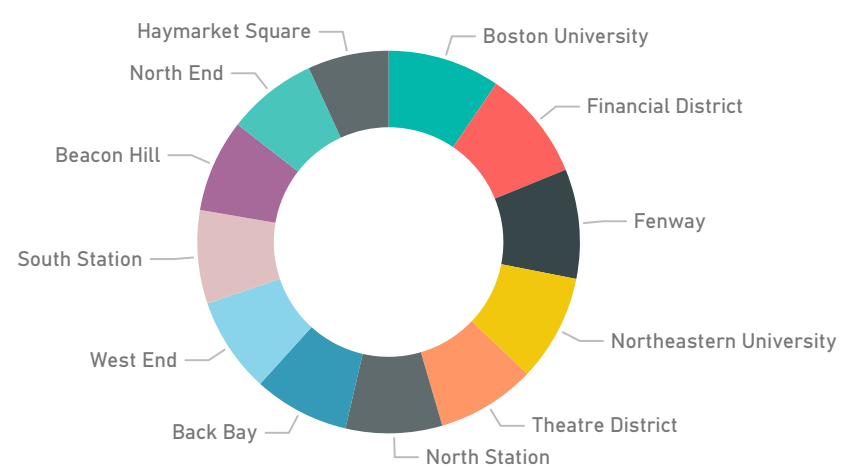 Haymarket Square
Boston University
North End
Financial District
Beacon Hill
Fenway
South Station
Northeastern University
West End
Theatre District
Back Bay
North Station